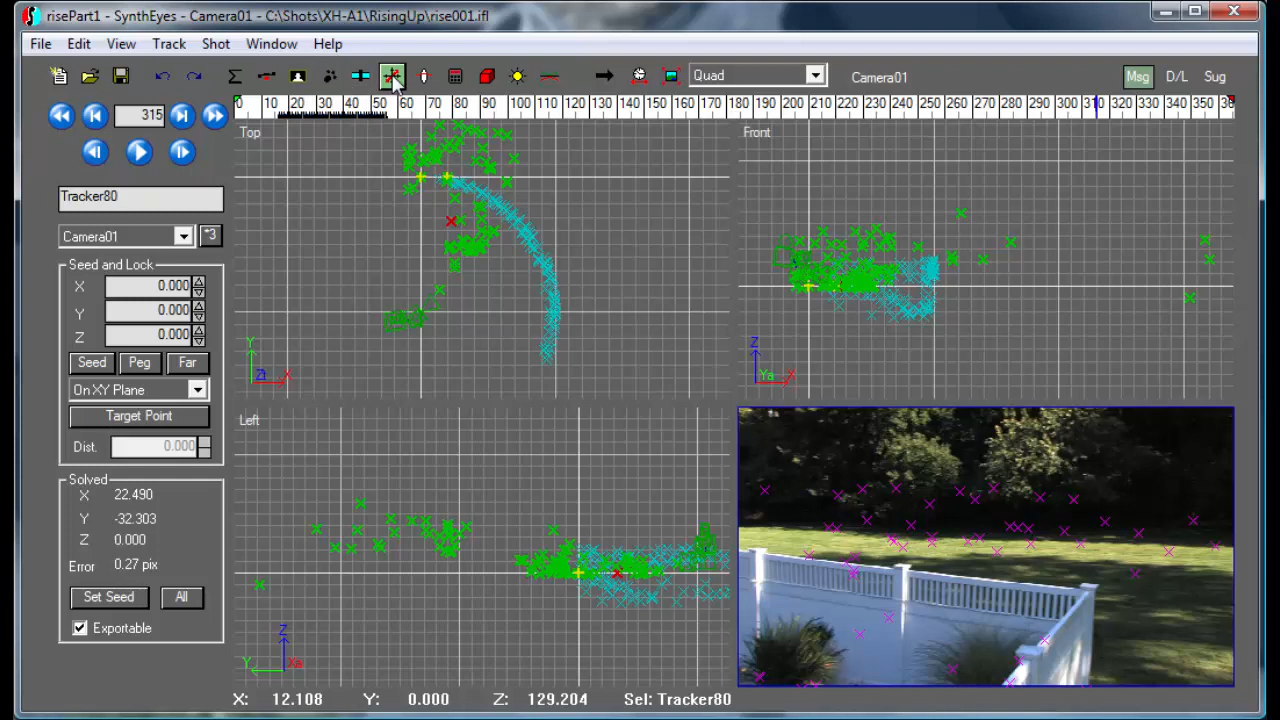 risePart1 - SynthEyes - Camera01 - C:\Shots\XH-A1\RisingUp\rise001.ifl
File Edit View Track Shot Window Help
Quad Camera01 Msg D/L Sug
315
0 10 20 30 40 50 60 70 80 90 100 110 120 130 140 150 160 170 180 190 200 210 220 230 240 250 260 270 280 290 300 310 320 330 340 350 36
Top
Front
Tracker80
Camera01 *3
Seed and Lock
X 0.000
Y 0.000
Z 0.000
Seed Peg Far
On XY Plane
Target Point
Dist. 0.000
Y
X
Z
Ya X
Left
Solved
X 22.490
Y -32.303
Z 0.000
Error 0.27 pix
Set Seed All
Exportable
Z
Y Xa
X: 12.108 Y: 0.000 Z: 129.204 Sel: Tracker80